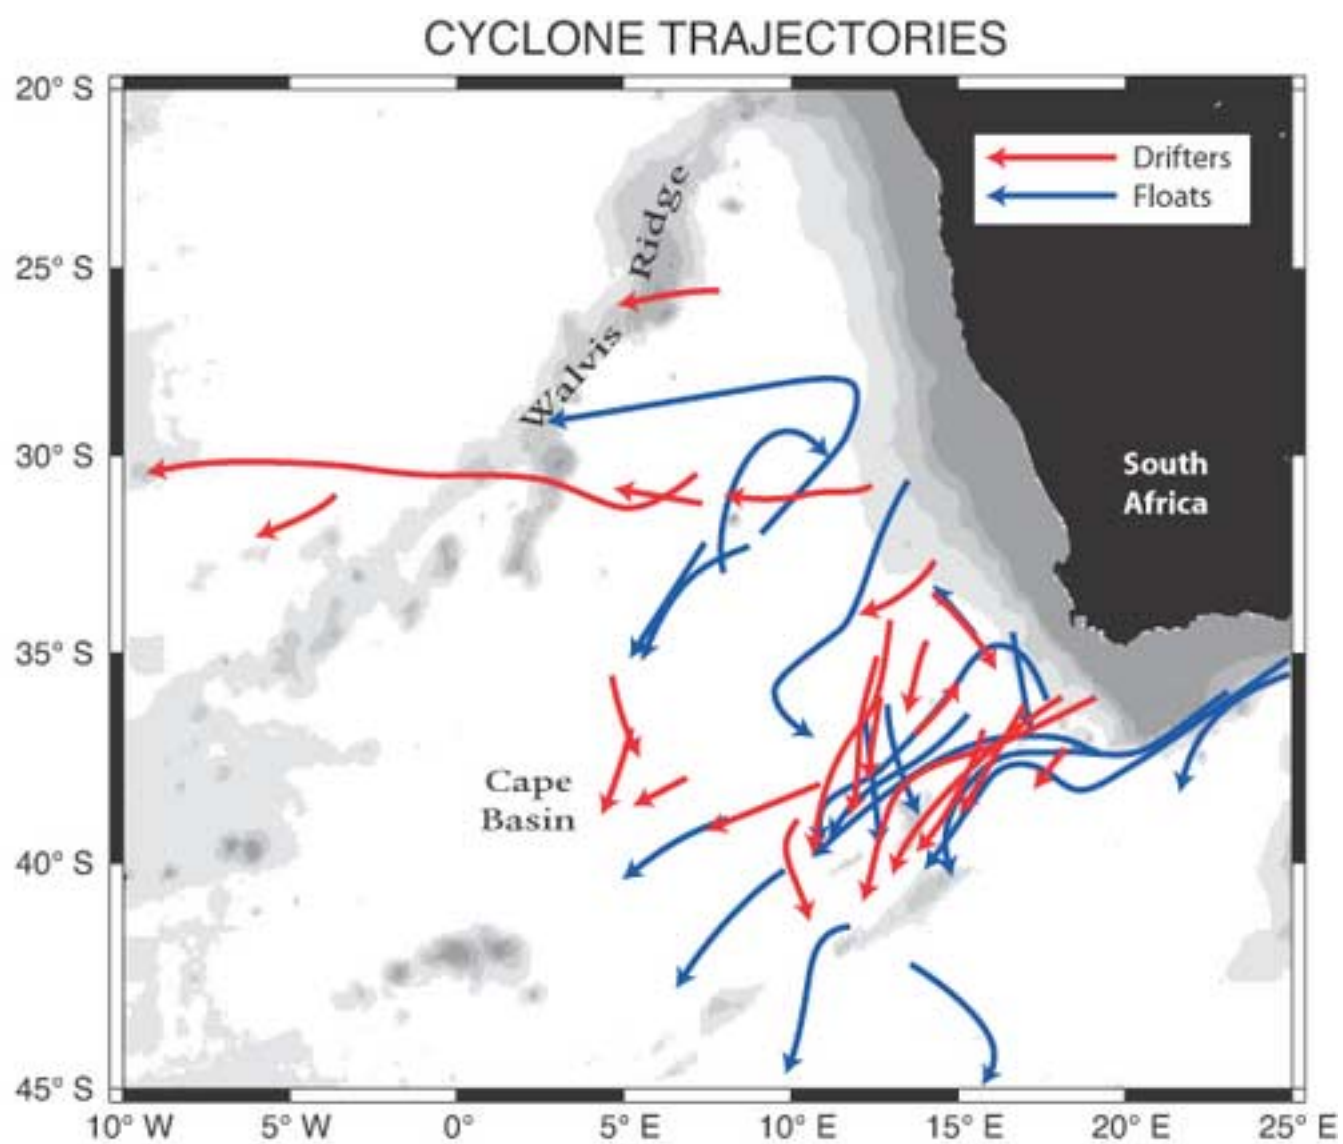 CYCLONE TRAJECTORIES
20° S
25° S
30° S
35° S
40° S
45° S
Drifters
Floats
Walvis Ridge
South
Africa
Cape
Basin
10° W
5° W
0°
5° E
10° E
15° E
20° E
25° E